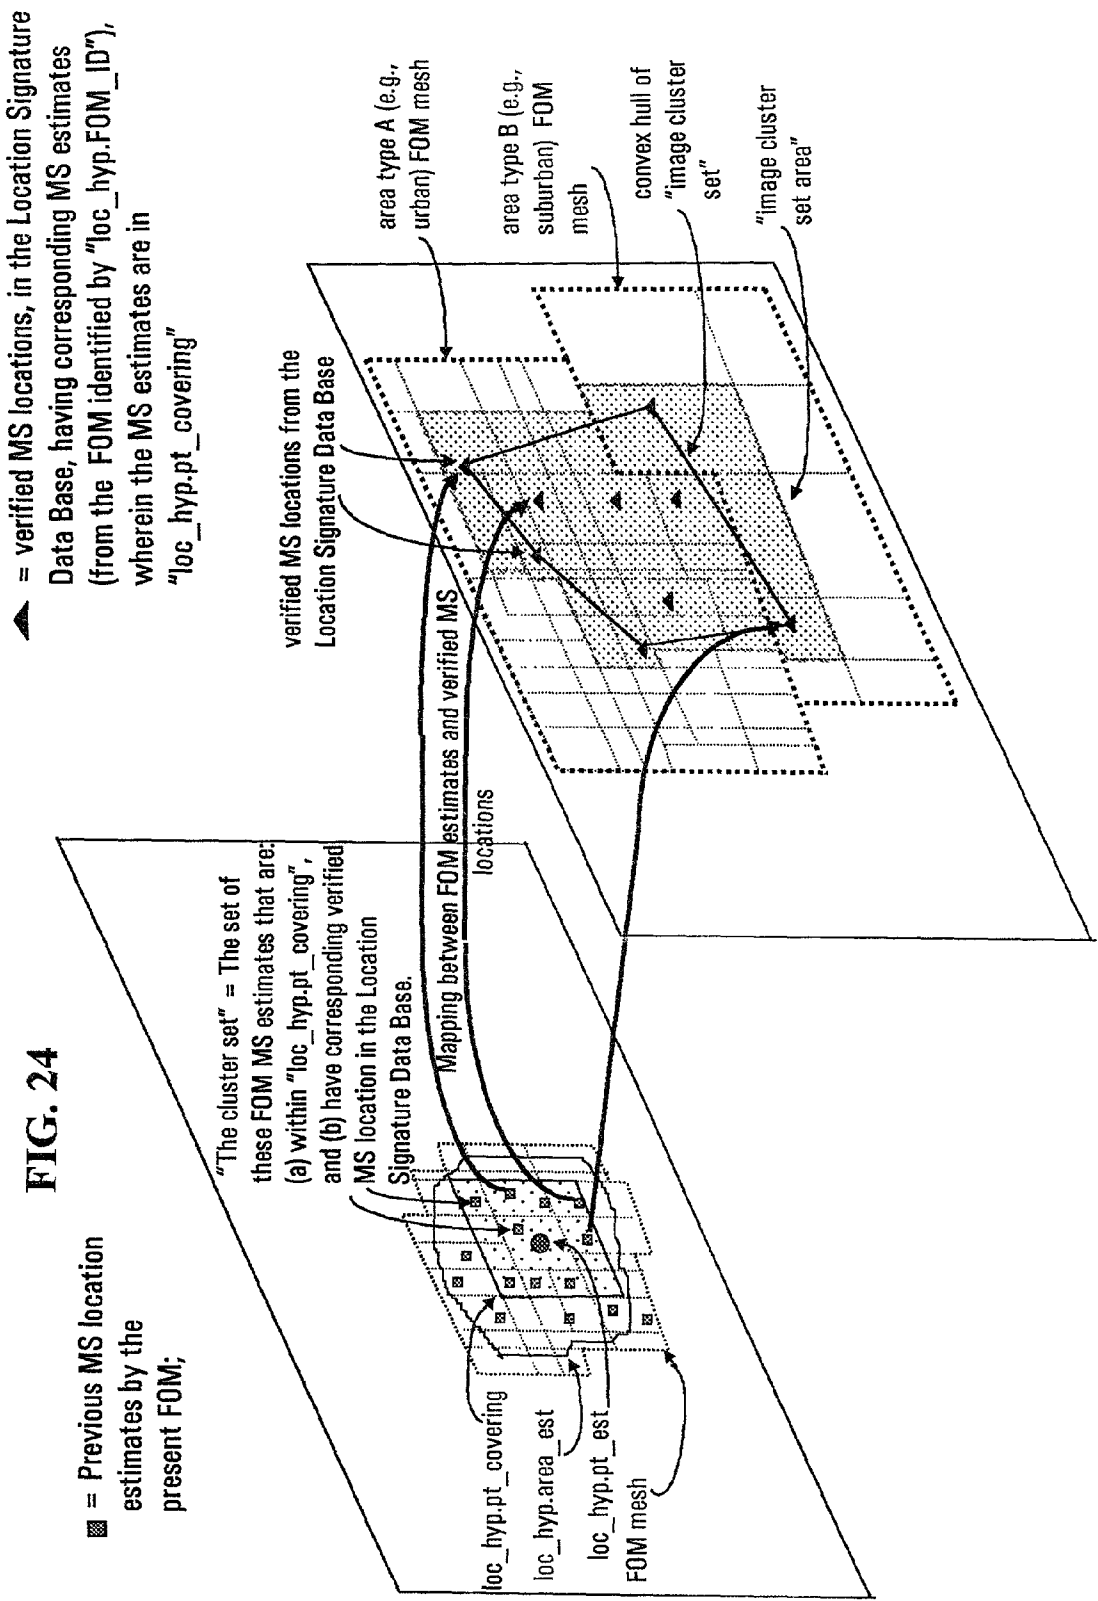 FIG. 24
= Previous MS location
estimates by the
present FOM;
= verified MS locations, in the Location Signature
Data Base, having corresponding MS estimates
(from the FOM identified by "loc_hyp.FOM_ID"),
wherein the MS estimates are in
"loc_hyp.pt_covering"
"The cluster set" = The set of
these FOM MS estimates that are:
(a) within "loc_hyp.pt_covering",
and (b) have corresponding verified
MS location in the Location
Signature Data Base.
verified MS locations from the
Location Signature Data Base
Mapping between FOM estimates and verified MS
locations
area type A (e.g.,
urban) FOM mesh
area type B (e.g.,
suburban) FOM
mesh
convex hull of
"image cluster
set"
"image cluster
set area"
loc_hyp.pt_covering
loc_hyp.area_est
loc_hyp.pt_est
FOM mesh